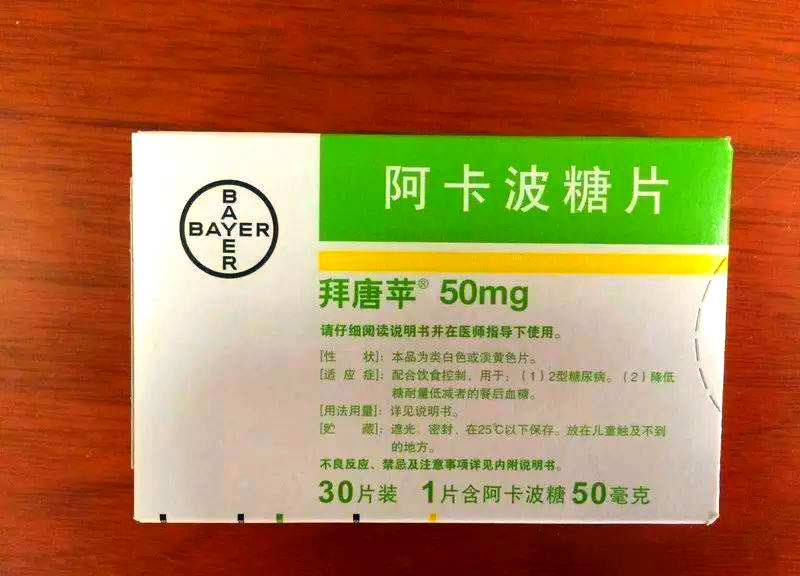 阿卡波糖片
BAYER
BAYER
拜唐苹® 50mg
请仔细阅读说明书并在医师指导下使用。
[性 状]: 本品为类白色或淡黄色片。
[适 应 症]: 配合饮食控制，用于：（1）2型糖尿病。（2）降低
糖耐量低减者的餐后血糖。
[用法用量]: 详见说明书。
[贮 藏]: 遮光、密封、在25℃以下保存。放在儿童触及不到
的地方。
不良反应、禁忌及注意事项详见内附说明书。
30片装 1片含阿卡波糖50毫克